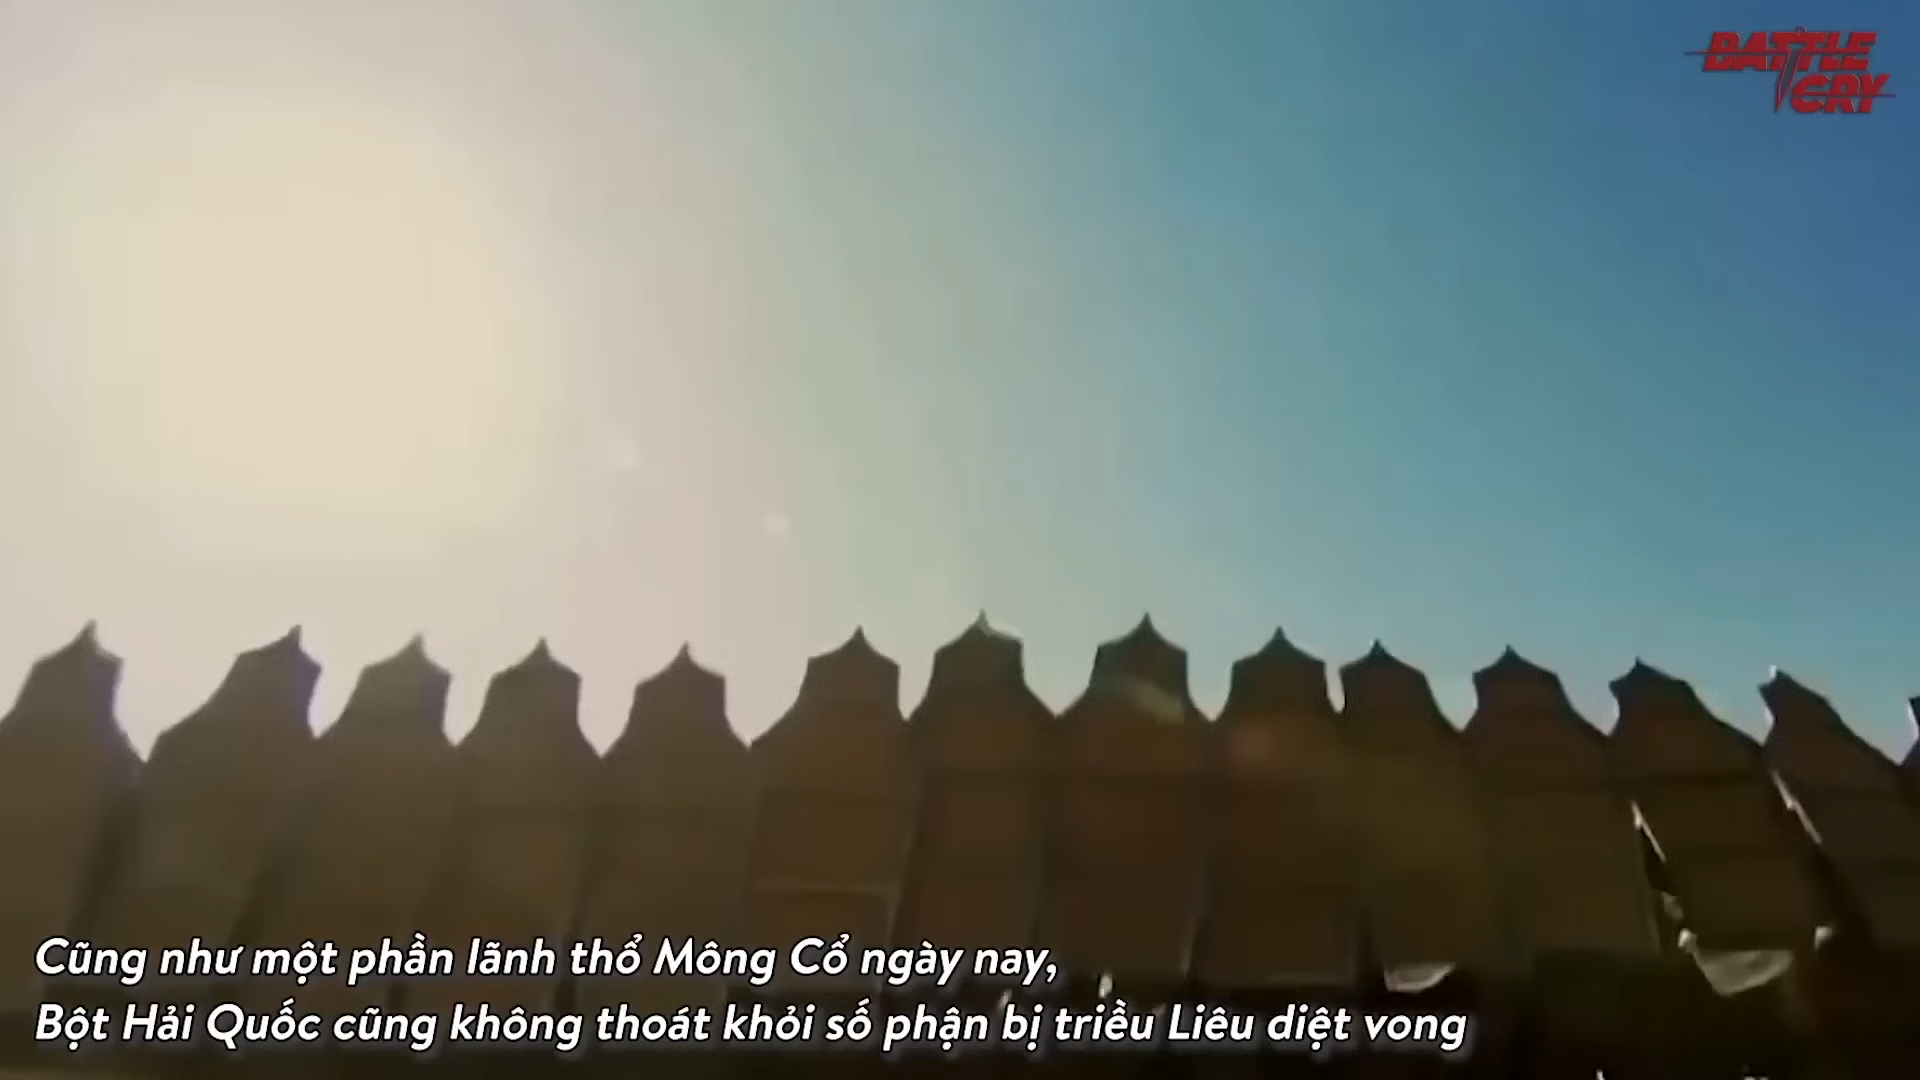 BATTLE
CRY
Cũng như một phần lãnh thổ Mông Cổ ngày nay,
Bột Hải Quốc cũng không thoát khỏi số phận bị triều Liêu diệt vong